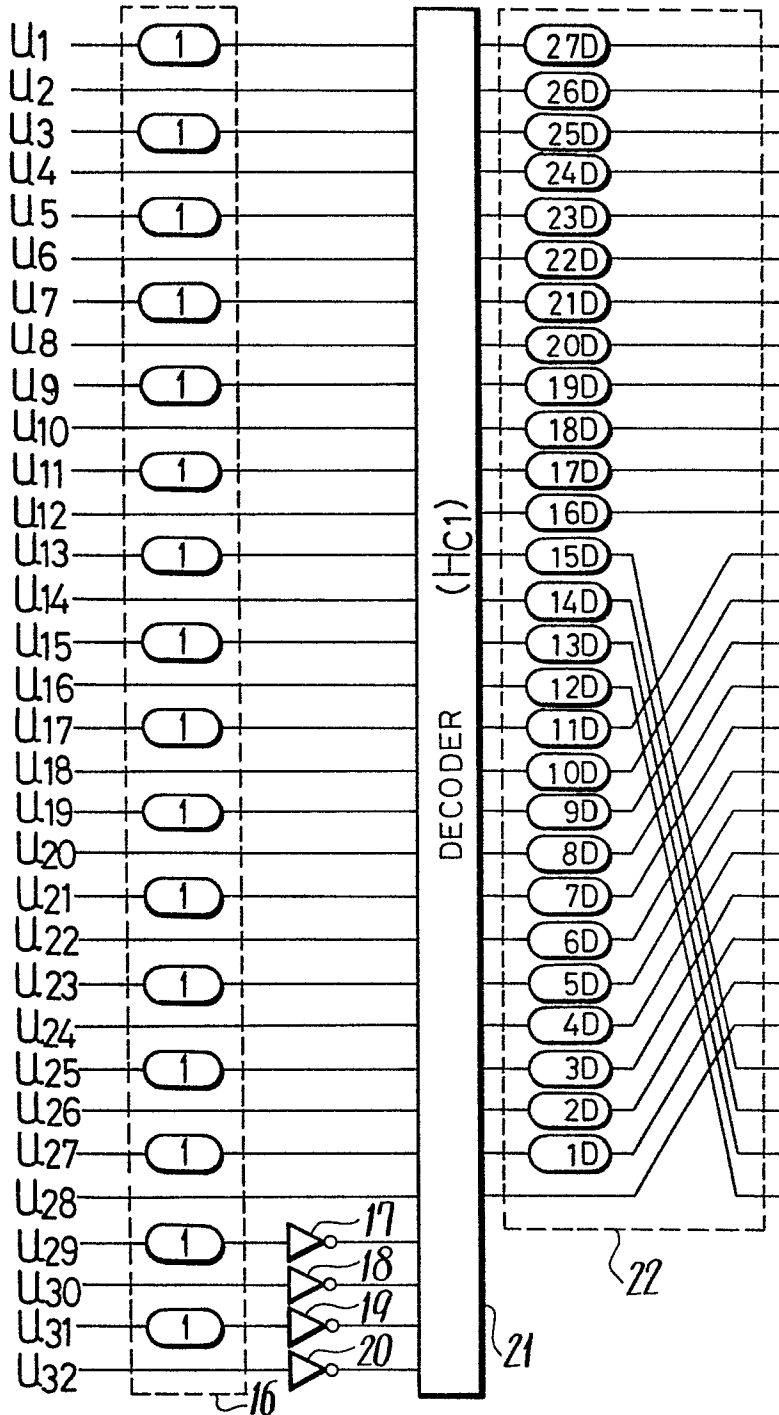 U1 1 27D
U2 26D
U3 1 25D
U4 24D
U5 1 23D
U6 22D
U7 1 21D
U8 20D
U9 1 19D
U10 18D
U11 1 17D
U12 16D
U13 1 15D
U14 14D
U15 1 13D
U16 12D
U17 1 11D
U18 10D
U19 1 9D
U20 8D
U21 1 7D
U22 6D
U23 1 5D
U24 4D
U25 1 3D
U26 2D
U27 1 1D
U28
U29 1 17
U30 18
U31 1 19
U32 20
DECODER (HC1)
16
21
22